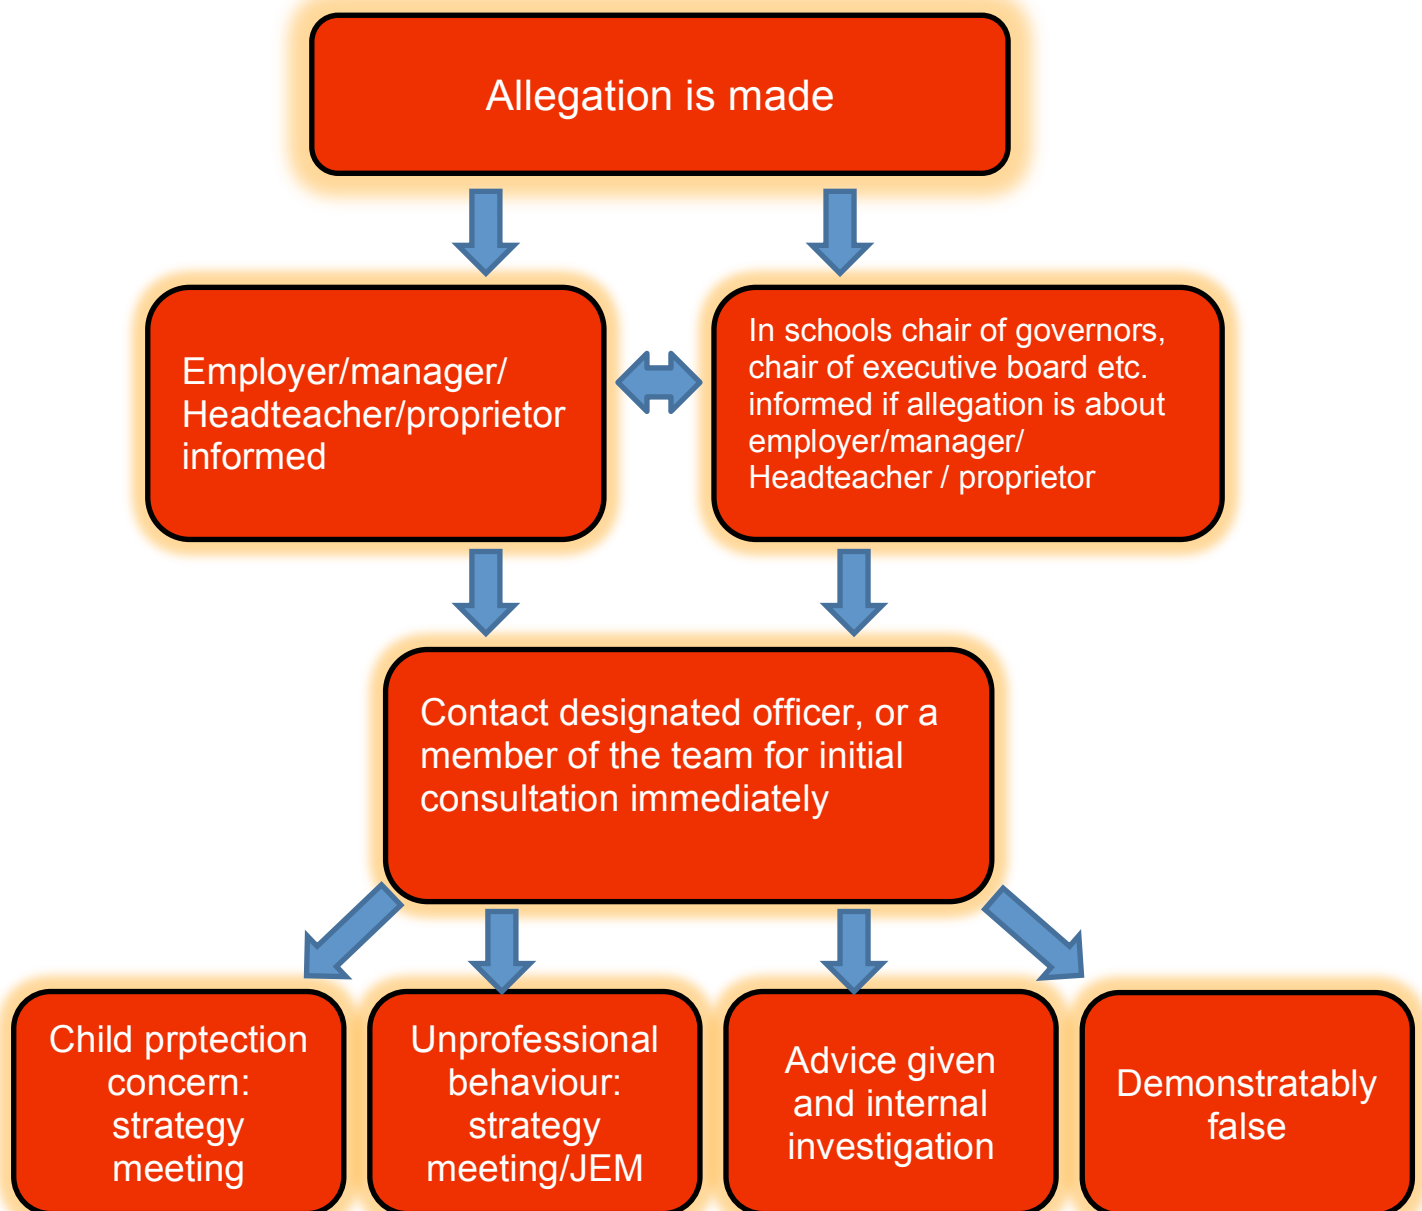 Allegation is made
Employer/manager/
Headteacher/proprietor
informed
In schools chair of governors,
chair of executive board etc.
informed if allegation is about
employer/manager/
Headteacher / proprietor
Contact designated officer, or a
member of the team for initial
consultation immediately
Child prptection
concern:
strategy
meeting
Unprofessional
behaviour:
strategy
meeting/JEM
Advice given
and internal
investigation
Demonstratably
false